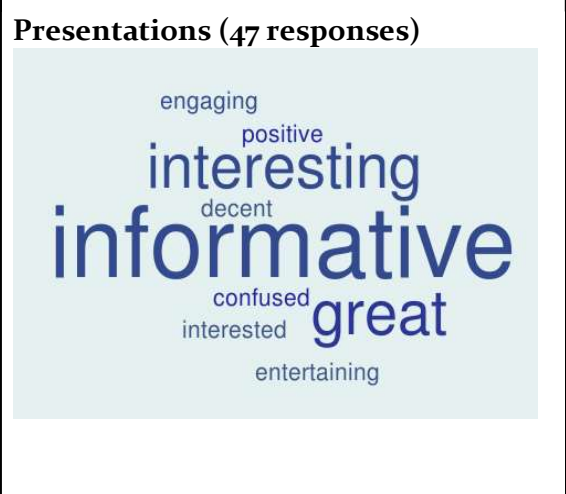 Presentations (47 responses)
engaging
positive
interesting
decent
informative
confused
great
interested
entertaining